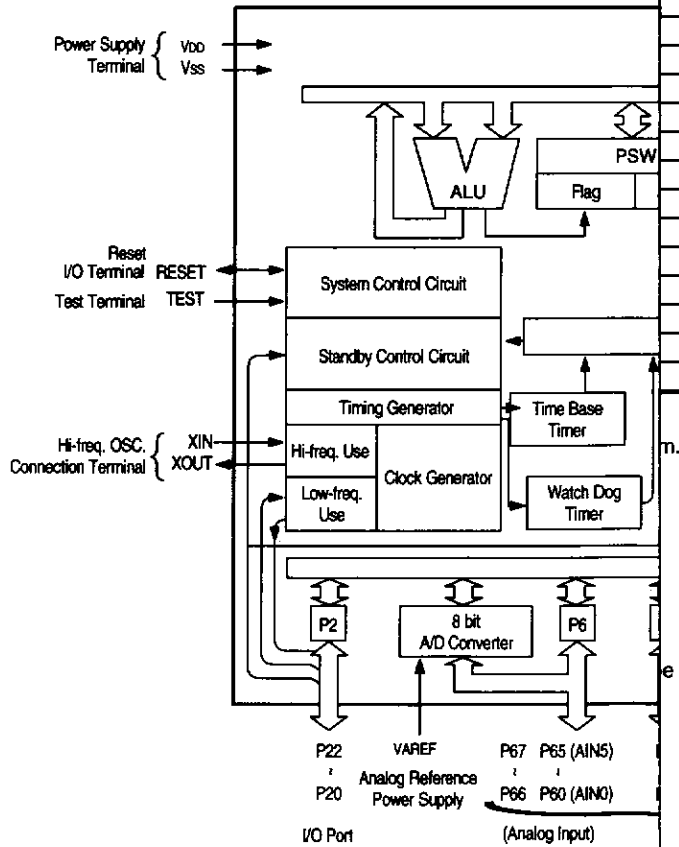 Power Supply
Terminal
VDD
VSS
PSW
ALU
Flag
Reset
I/O Terminal
RESET
Test Terminal
TEST
System Control Circuit
Standby Control Circuit
Timing Generator
Time Base
Timer
Hi-freq. OSC.
Connection Terminal
XIN
XOUT
Hi-freq. Use
Clock Generator
Low-freq.
Use
Watch Dog
Timer
m.
P2
8 bit
A/D Converter
P6
e
P22
~
P20
VAREF
Analog Reference
Power Supply
P67
~
P66
P65 (AIN5)
~
P60 (AIN0)
I/O Port
(Analog Input)